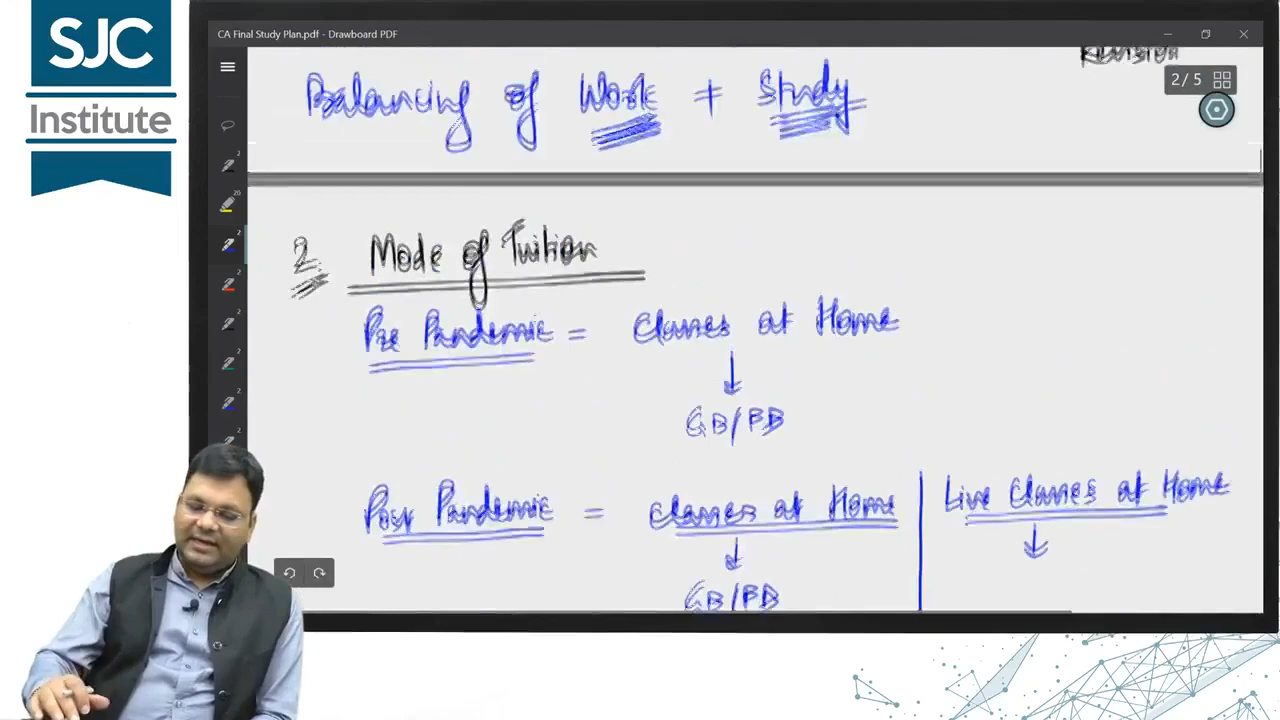 SJC
Institute
CA Final Study Plan.pdf - Drawboard PDF
Revision
2 / 5
Balancing of Work + Study
2. Mode of Tuition
Pre Pandemic = Classes at Home
GB/PD
Post Pandemic = Classes at Home
Live Classes at Home
GB/PD